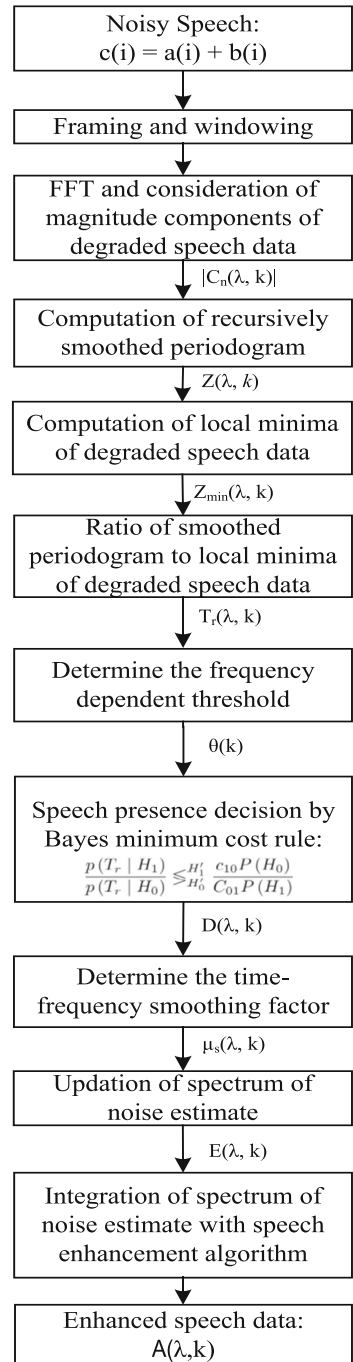 Noisy Speech:
c(i) = a(i) + b(i)
Framing and windowing
FFT and consideration of
magnitude components of
degraded speech data
|Cₙ(λ, k)|
Computation of recursively
smoothed periodogram
Z(λ, k)
Computation of local minima
of degraded speech data
Zₘᵢₙ(λ, k)
Ratio of smoothed
periodogram to local minima
of degraded speech data
Tᵣ(λ, k)
Determine the frequency
dependent threshold
θ(k)
Speech presence decision by
Bayes minimum cost rule:
p (Tᵣ | H₁) / p (Tᵣ | H₀) ≶ H′₁ H′₀ c₁₀P (H₀) / C₀₁P (H₁)
D(λ, k)
Determine the time-
frequency smoothing factor
μₛ(λ, k)
Updation of spectrum of
noise estimate
E(λ, k)
Integration of spectrum of
noise estimate with speech
enhancement algorithm
Enhanced speech data:
A(λ,k)